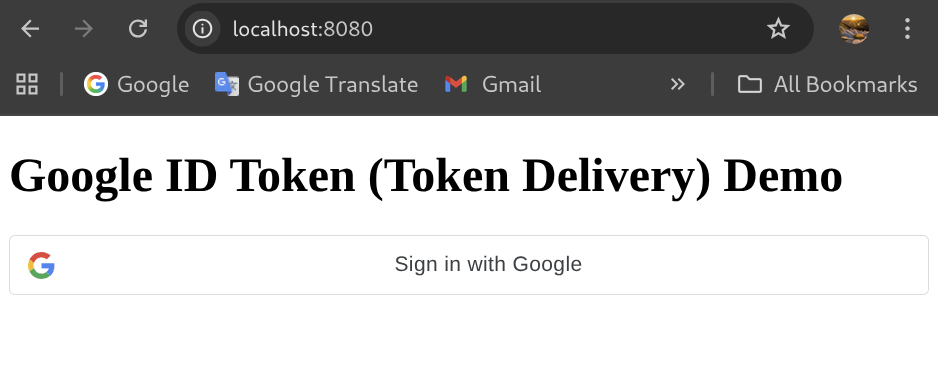 localhost:8080
Google Google Translate Gmail » All Bookmarks
Google ID Token (Token Delivery) Demo
Sign in with Google